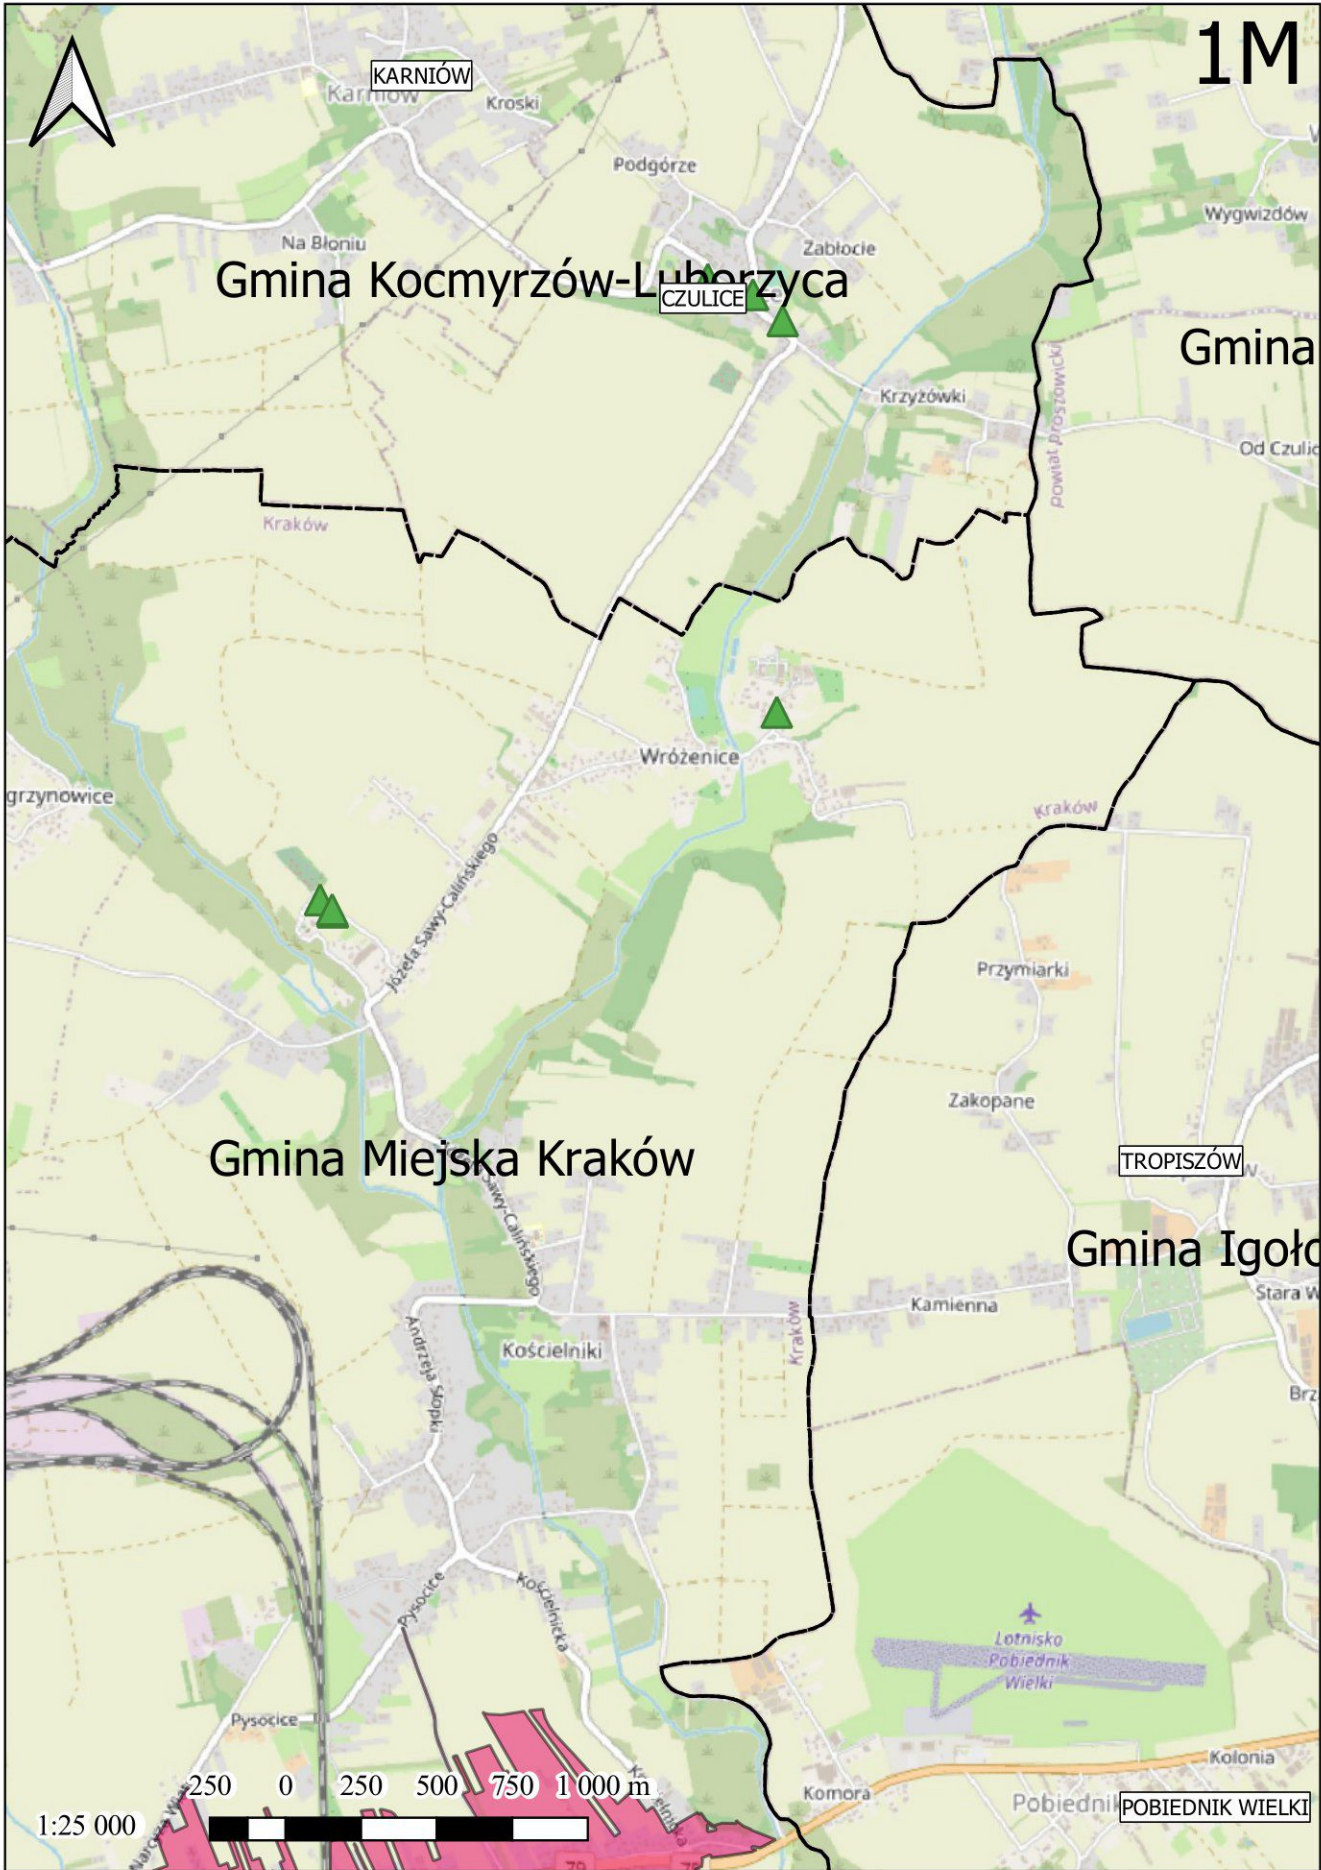 1M
KARNIÓW
Karniów
Kroski
Podgórze
Wygwizdów
Na Błoniu
Zabłocie
Gmina Kocmyrzów-Luborzyca
CZULICE
Gmina
Krzyżówki
powiat proszowicki
Od Czulic
Kraków
Wróżenice
grzynowice
Kraków
Józefa Sawy-Calińskiego
Przymiarki
Zakopane
Gmina Miejska Kraków
TROPISZÓW
Sawy-Calińskiego
Gmina Igoło
Stara W
Kamienna
Kraków
Kościelniki
Andrzeja Słopki
Brz
Pysocice
Kościelnicka
Lotnisko
Pobiednik
Wielki
Pysocice
Kolonia
250 0 250 500 750 1 000 m
Komora
Pobiednik
POBIEDNIK WIELKI
1:25 000
79